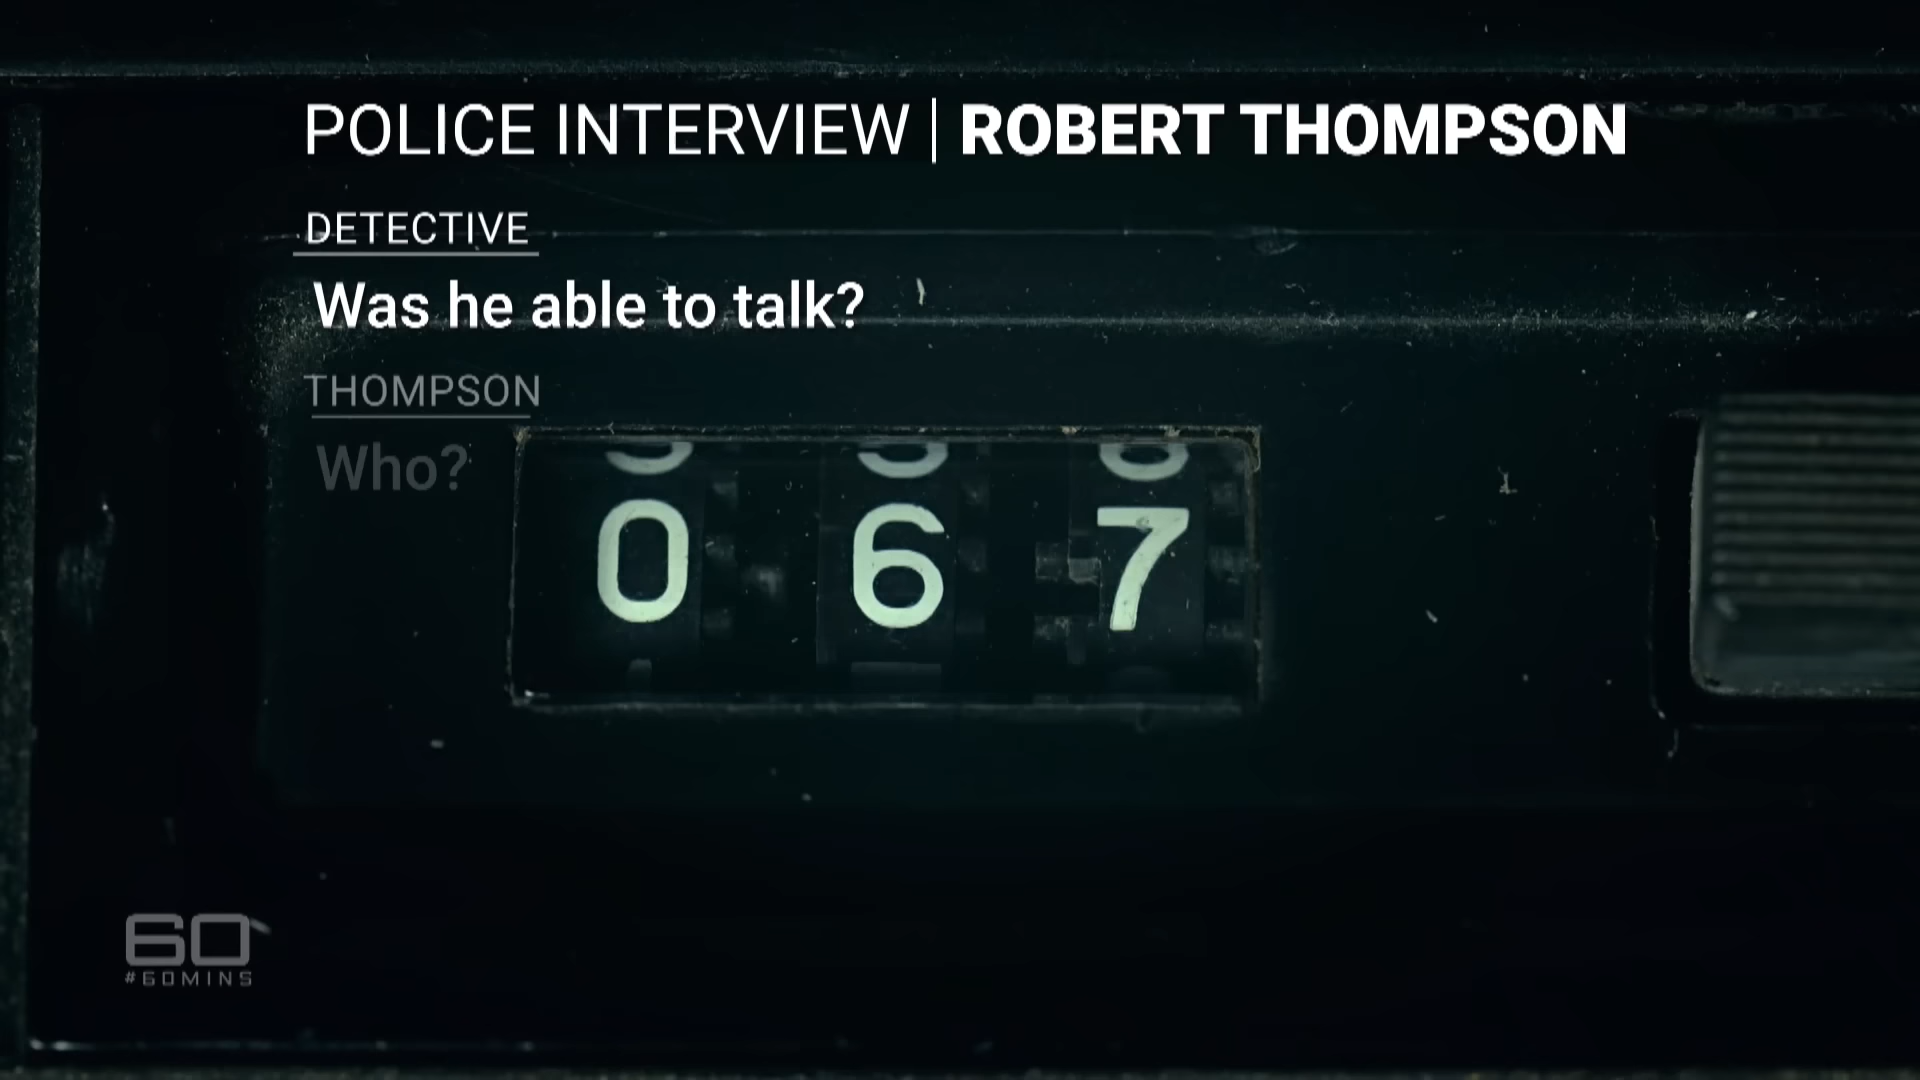 POLICE INTERVIEW | ROBERT THOMPSON
DETECTIVE
Was he able to talk?
THOMPSON
Who?
0 6 7
60
#60MINS